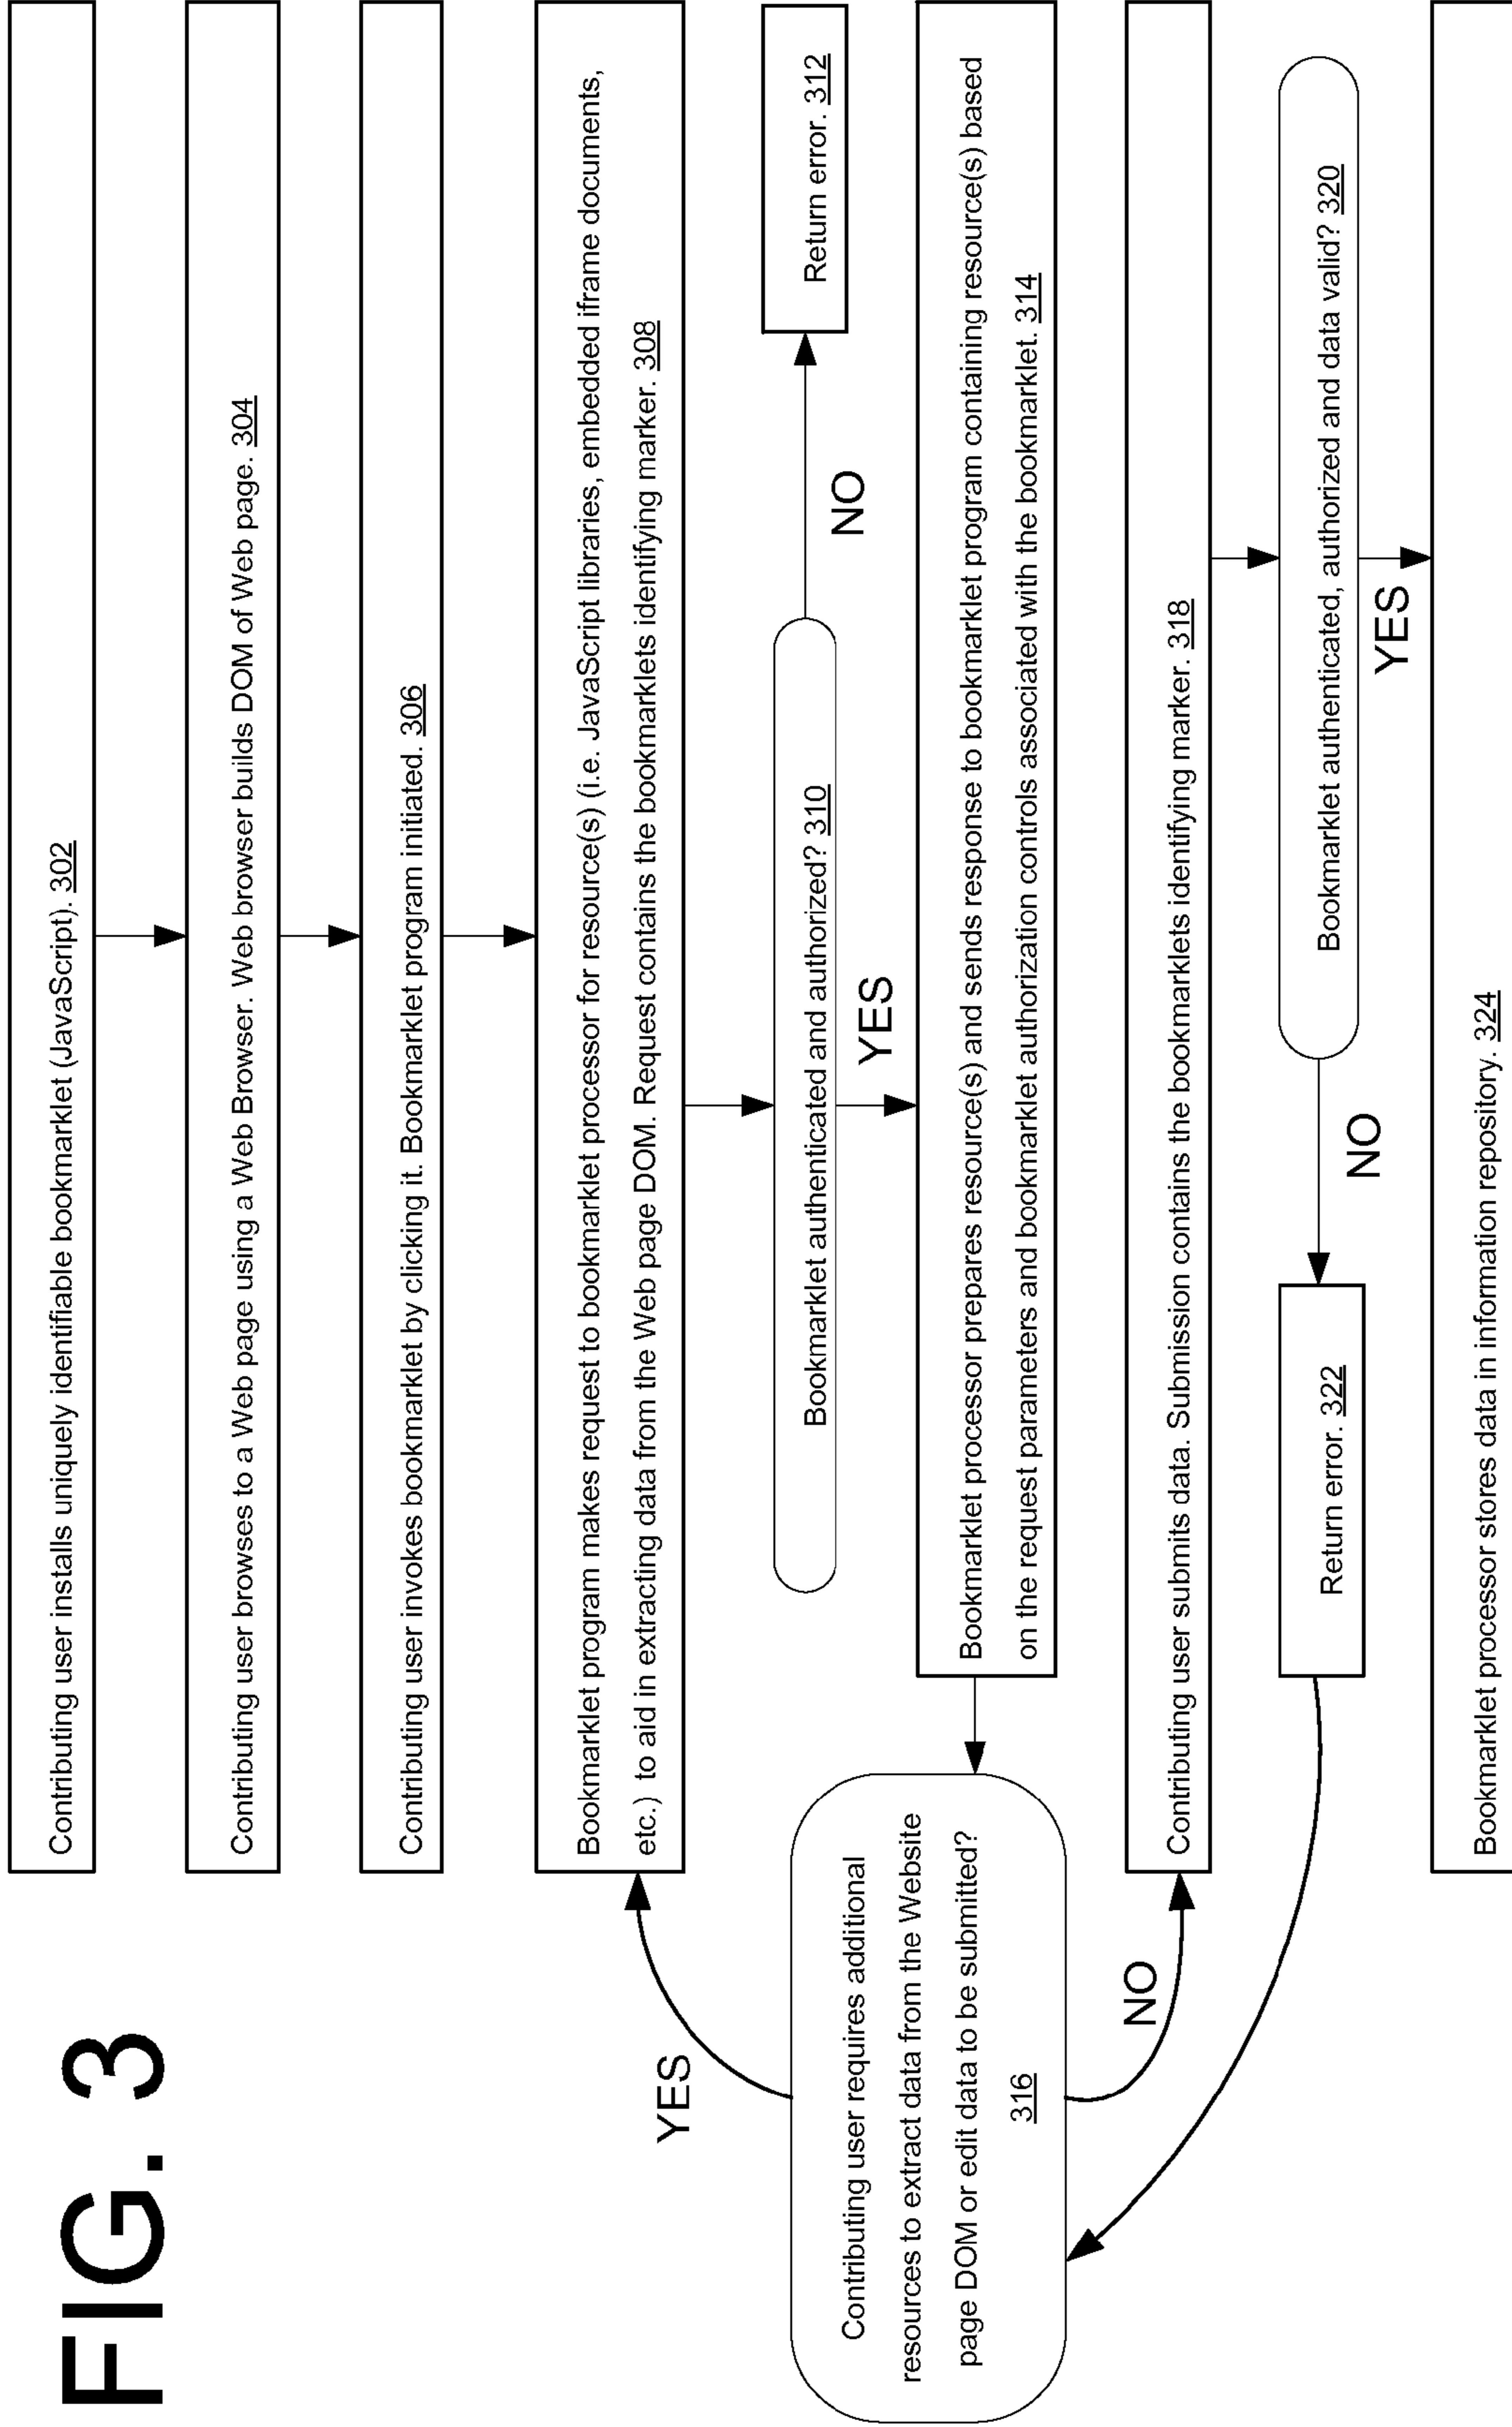 FIG. 3
Contributing user installs uniquely identifiable bookmarklet (JavaScript). 302
Contributing user browses to a Web page using a Web Browser. Web browser builds DOM of Web page. 304
Contributing user invokes bookmarklet by clicking it. Bookmarklet program initiated. 306
Bookmarklet program makes request to bookmarklet processor for resource(s) (i.e. JavaScript libraries, embedded iframe documents,
etc.) to aid in extracting data from the Web page DOM. Request contains the bookmarklets identifying marker. 308
Bookmarklet authenticated and authorized? 310
NO
Return error. 312
YES
Bookmarklet processor prepares resource(s) and sends response to bookmarklet program containing resource(s) based
on the request parameters and bookmarklet authorization controls associated with the bookmarklet. 314
YES
Contributing user requires additional
resources to extract data from the Website
page DOM or edit data to be submitted?
316
NO
Contributing user submits data. Submission contains the bookmarklets identifying marker. 318
Bookmarklet authenticated, authorized and data valid? 320
NO
Return error. 322
YES
Bookmarklet processor stores data in information repository. 324